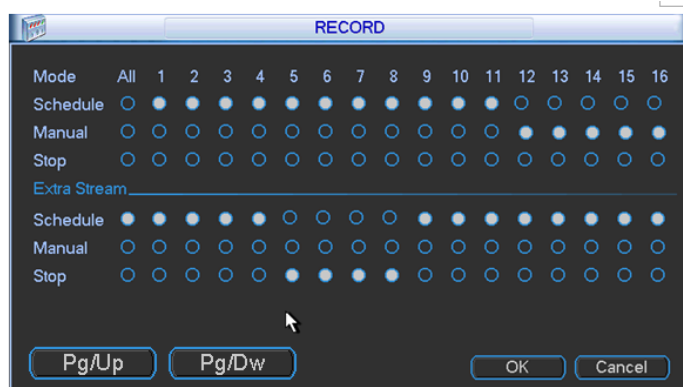 RECORD
Mode All 1 2 3 4 5 6 7 8 9 10 11 12 13 14 15 16
Schedule
Manual
Stop
Extra Stream
Schedule
Manual
Stop
Pg/Up Pg/Dw OK Cancel